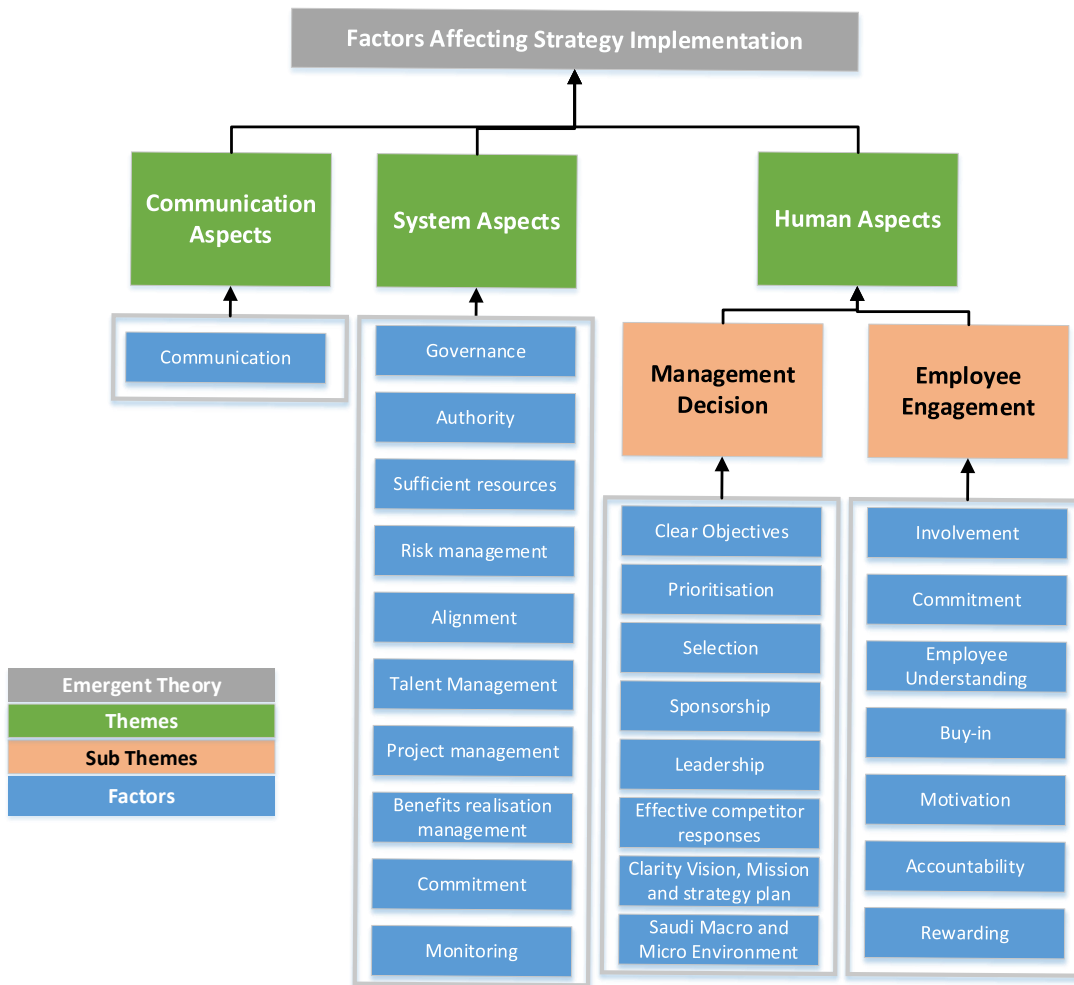 Factors Affecting Strategy Implementation
Communication
Aspects
System Aspects
Human Aspects
Communication
Governance
Authority
Sufficient resources
Risk management
Alignment
Talent Management
Project management
Benefits realisation
management
Commitment
Monitoring
Management
Decision
Clear Objectives
Prioritisation
Selection
Sponsorship
Leadership
Effective competitor
responses
Clarity Vision, Mission
and strategy plan
Saudi Macro and
Micro Environment
Employee
Engagement
Involvement
Commitment
Employee
Understanding
Buy-in
Motivation
Accountability
Rewarding
Emergent Theory
Themes
Sub Themes
Factors